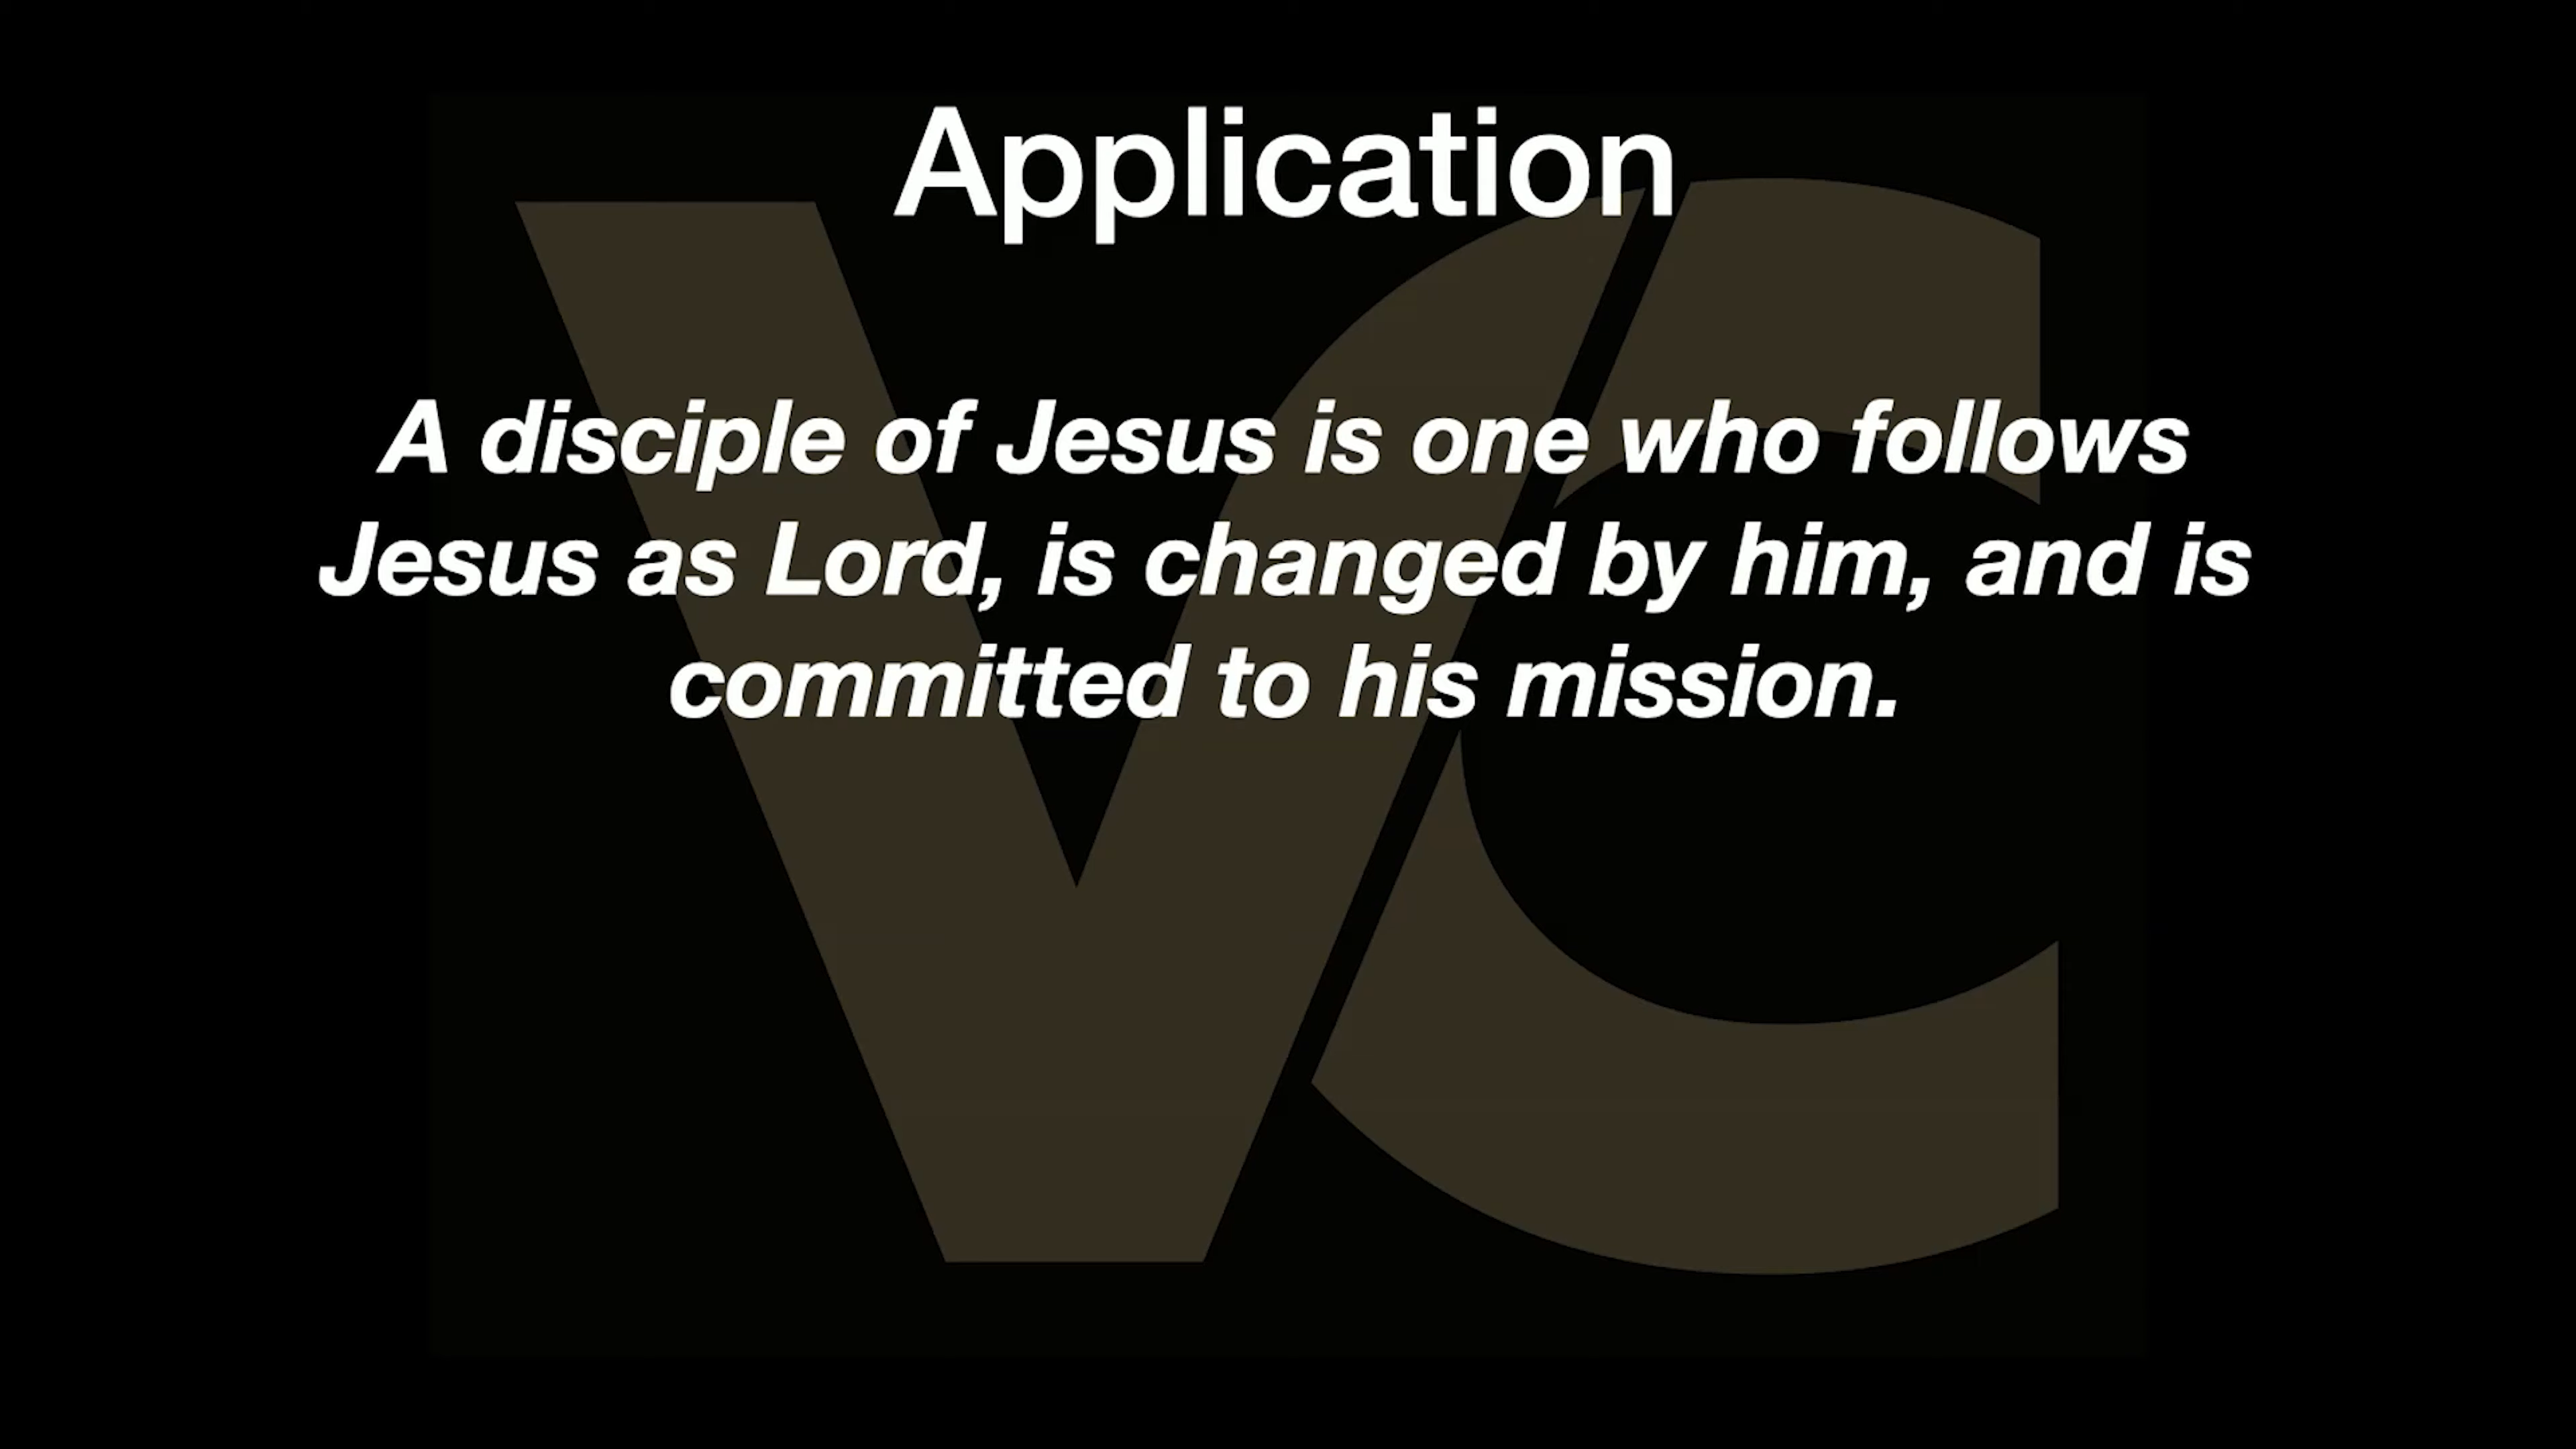 Application
A disciple of Jesus is one who follows
Jesus as Lord, is changed by him, and is
committed to his mission.
VC